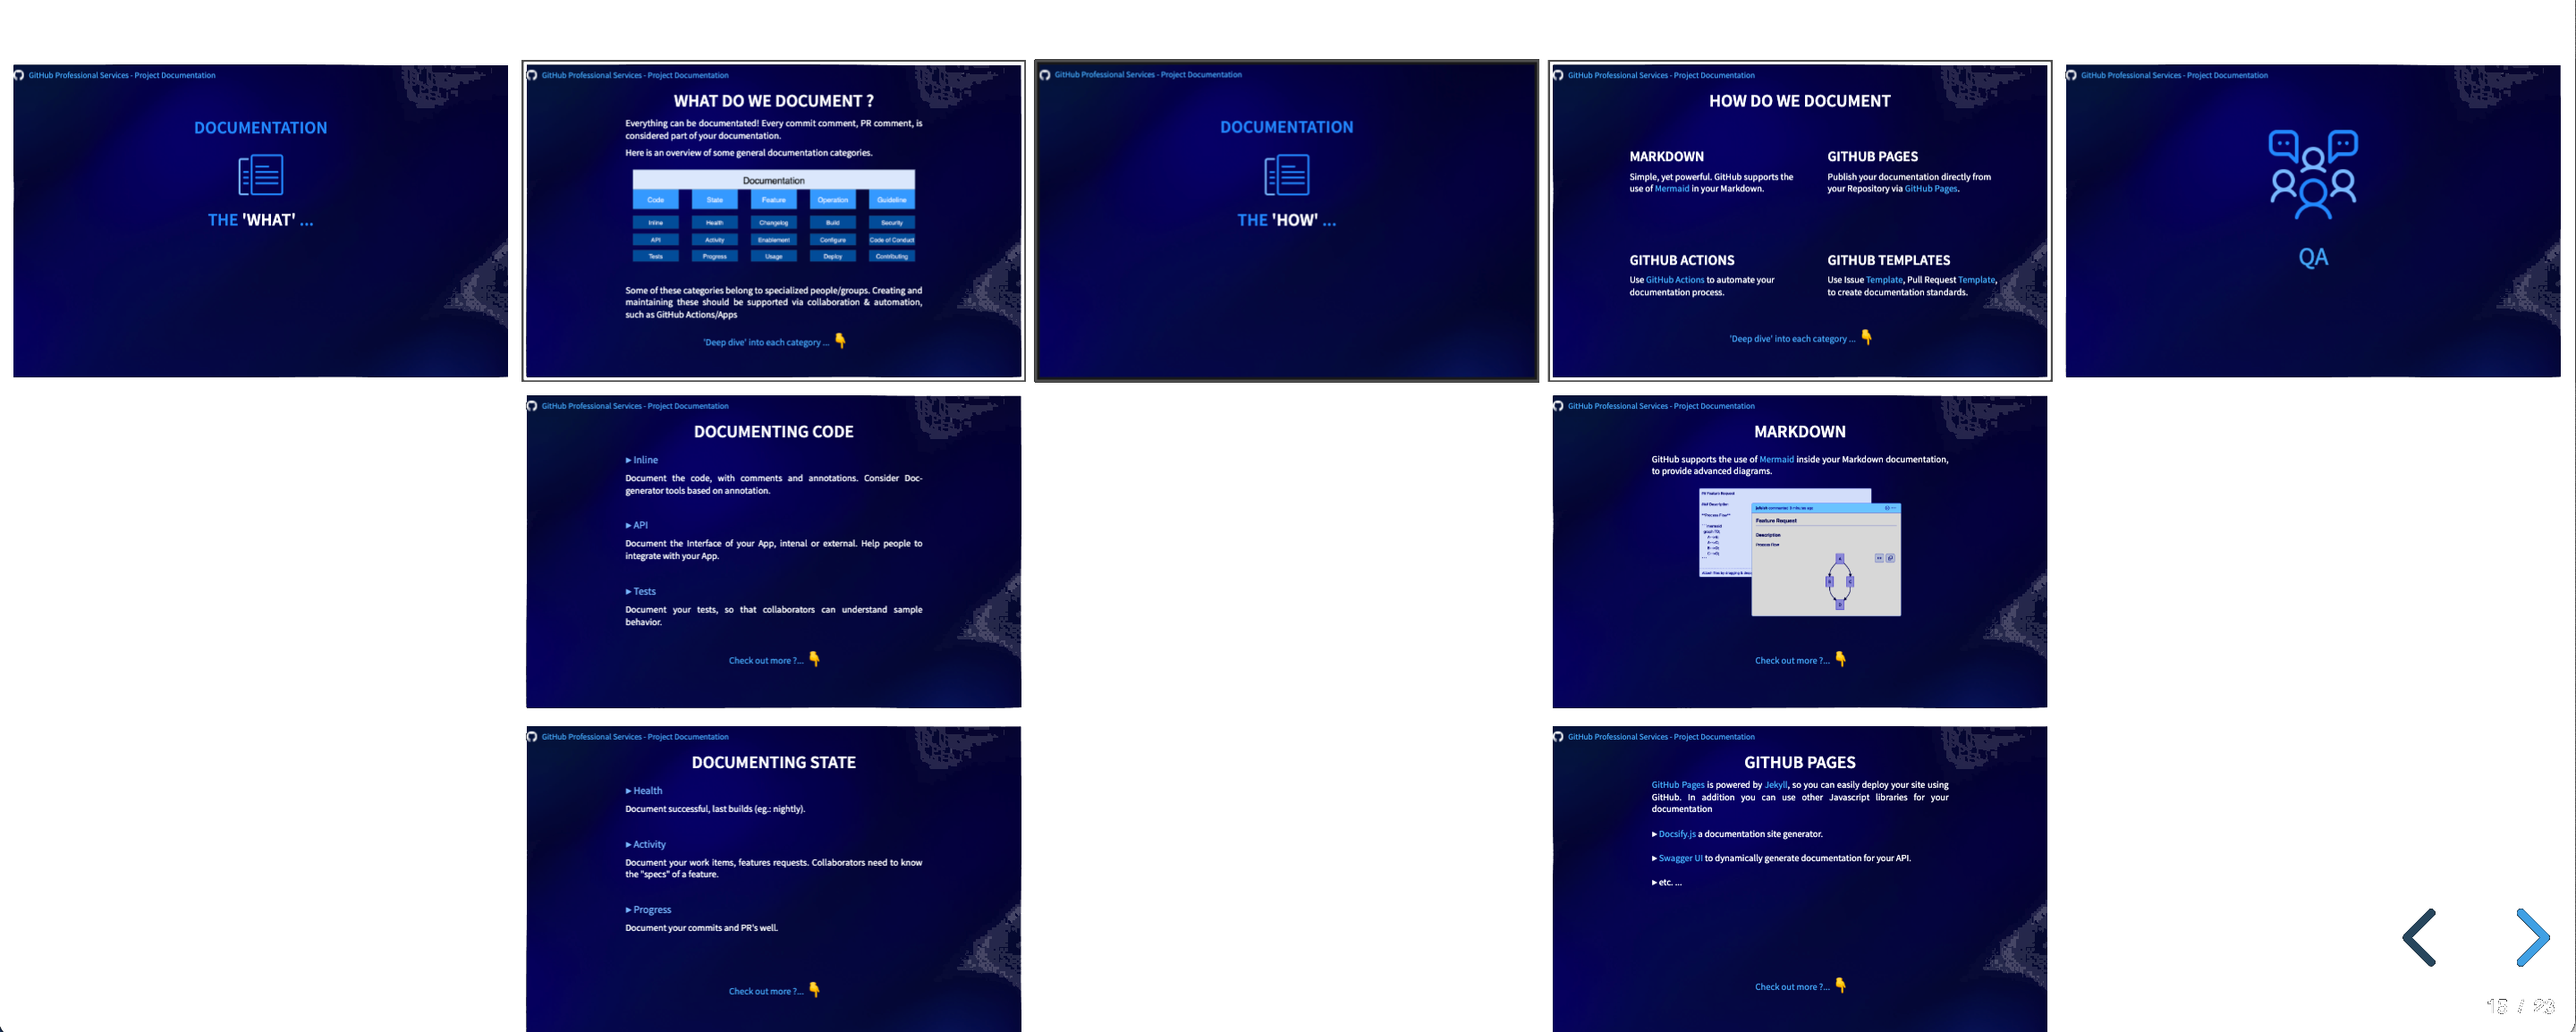 GitHub Professional Services - Project Documentation
DOCUMENTATION
THE 'WHAT' ...
GitHub Professional Services - Project Documentation
WHAT DO WE DOCUMENT ?
Everything can be documentated! Every commit comment, PR comment, is
considered part of your documentation.
Here is an overview of some general documentation categories.
Documentation
Code State Feature Operation Guideline
Inline Health Changelog Build Security
API Activity Enablement Configure Code of Conduct
Tests Progress Usage Deploy Contributing
Some of these categories belong to specialized people/groups. Creating and
maintaining these should be supported via collaboration & automation,
such as GitHub Actions/Apps
'Deep dive' into each category ...
GitHub Professional Services - Project Documentation
DOCUMENTATION
THE 'HOW' ...
GitHub Professional Services - Project Documentation
HOW DO WE DOCUMENT
MARKDOWN
Simple, yet powerful. GitHub supports the
use of Mermaid in your Markdown.
GITHUB PAGES
Publish your documentation directly from
your Repository via GitHub Pages.
GITHUB ACTIONS
Use GitHub Actions to automate your
documentation process.
GITHUB TEMPLATES
Use Issue Template, Pull Request Template,
to create documentation standards.
'Deep dive' into each category ...
GitHub Professional Services - Project Documentation
QA
GitHub Professional Services - Project Documentation
DOCUMENTING CODE
▸ Inline
Document the code, with comments and annotations. Consider Doc-
generator tools based on annotation.
▸ API
Document the Interface of your App, intenal or external. Help people to
integrate with your App.
▸ Tests
Document your tests, so that collaborators can understand sample
behavior.
Check out more ?...
GitHub Professional Services - Project Documentation
MARKDOWN
GitHub supports the use of Mermaid inside your Markdown documentation,
to provide advanced diagrams.
Feature Request
Description
Process Flow
Check out more ?...
GitHub Professional Services - Project Documentation
DOCUMENTING STATE
▸ Health
Document successful, last builds (eg.: nightly).
▸ Activity
Document your work items, features requests. Collaborators need to know
the "specs" of a feature.
▸ Progress
Document your commits and PR's well.
Check out more ?...
GitHub Professional Services - Project Documentation
GITHUB PAGES
GitHub Pages is powered by Jekyll, so you can easily deploy your site using
GitHub. In addition you can use other Javascript libraries for your
documentation
▸ Docsify.js a documentation site generator.
▸ Swagger UI to dynamically generate documentation for your API.
▸ etc. ...
Check out more ?...